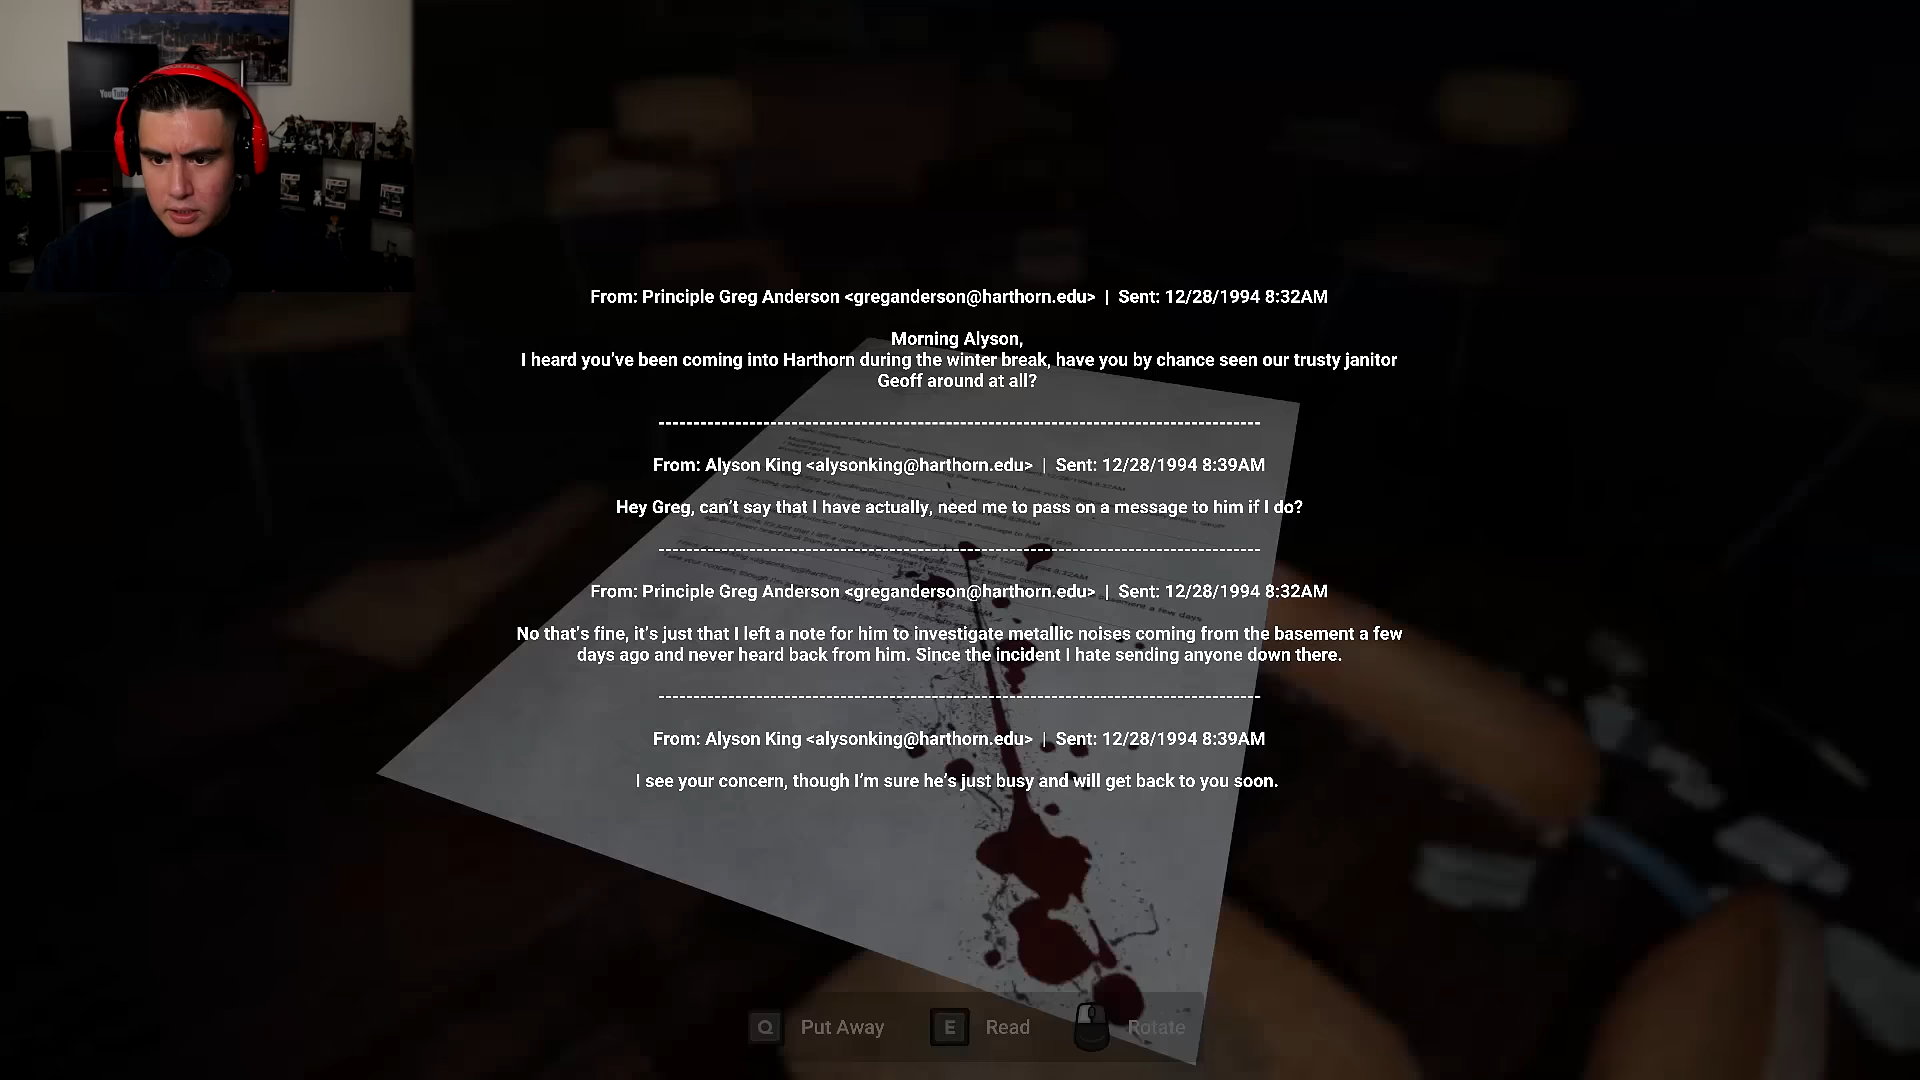 You
From: Principle Greg Anderson <greganderson@harthorn.edu> | Sent: 12/28/1994 8:32AM
Morning Alyson,
I heard you've been coming into Harthorn during the winter break, have you by chance seen our trusty janitor
Geoff around at all?
--------------------------------------------------------------------------------------
From: Alyson King <alysonking@harthorn.edu> | Sent: 12/28/1994 8:39AM
Hey Greg, can't say that I have actually, need me to pass on a message to him if I do?
--------------------------------------------------------------------------------------
From: Principle Greg Anderson <greganderson@harthorn.edu> | Sent: 12/28/1994 8:32AM
No that's fine, it's just that I left a note for him to investigate metallic noises coming from the basement a few
days ago and never heard back from him. Since the incident I hate sending anyone down there.
--------------------------------------------------------------------------------------
From: Alyson King <alysonking@harthorn.edu> | Sent: 12/28/1994 8:39AM
I see your concern, though I'm sure he's just busy and will get back to you soon.
Q Put Away E Read Rotate